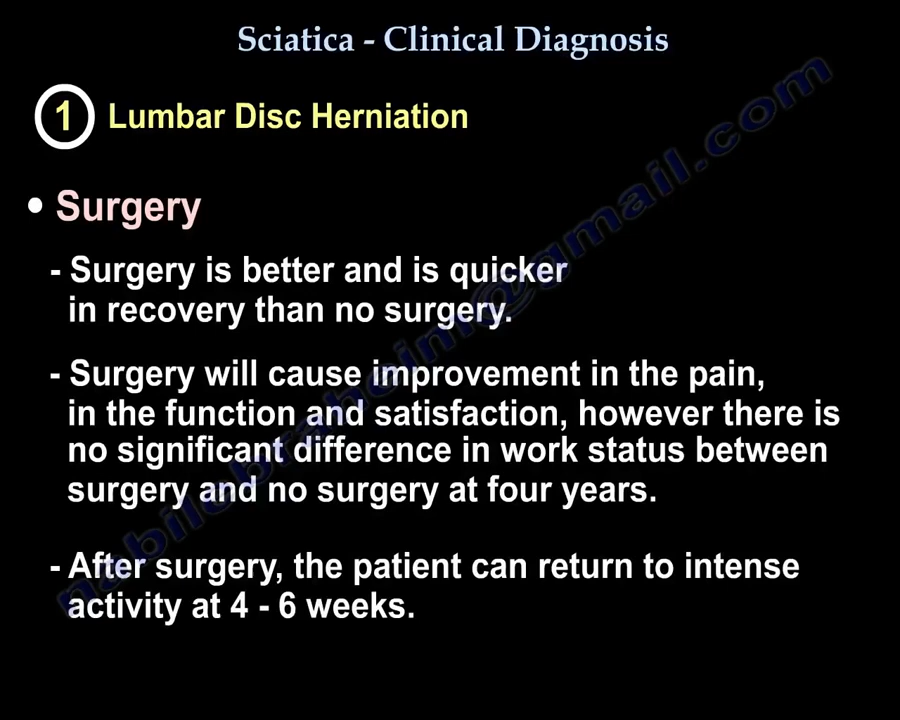 Sciatica - Clinical Diagnosis
1 Lumbar Disc Herniation
• Surgery
- Surgery is better and is quicker
in recovery than no surgery.
- Surgery will cause improvement in the pain,
in the function and satisfaction, however there is
no significant difference in work status between
surgery and no surgery at four years.
- After surgery, the patient can return to intense
activity at 4 - 6 weeks.
nabilebraheim@gmail.com